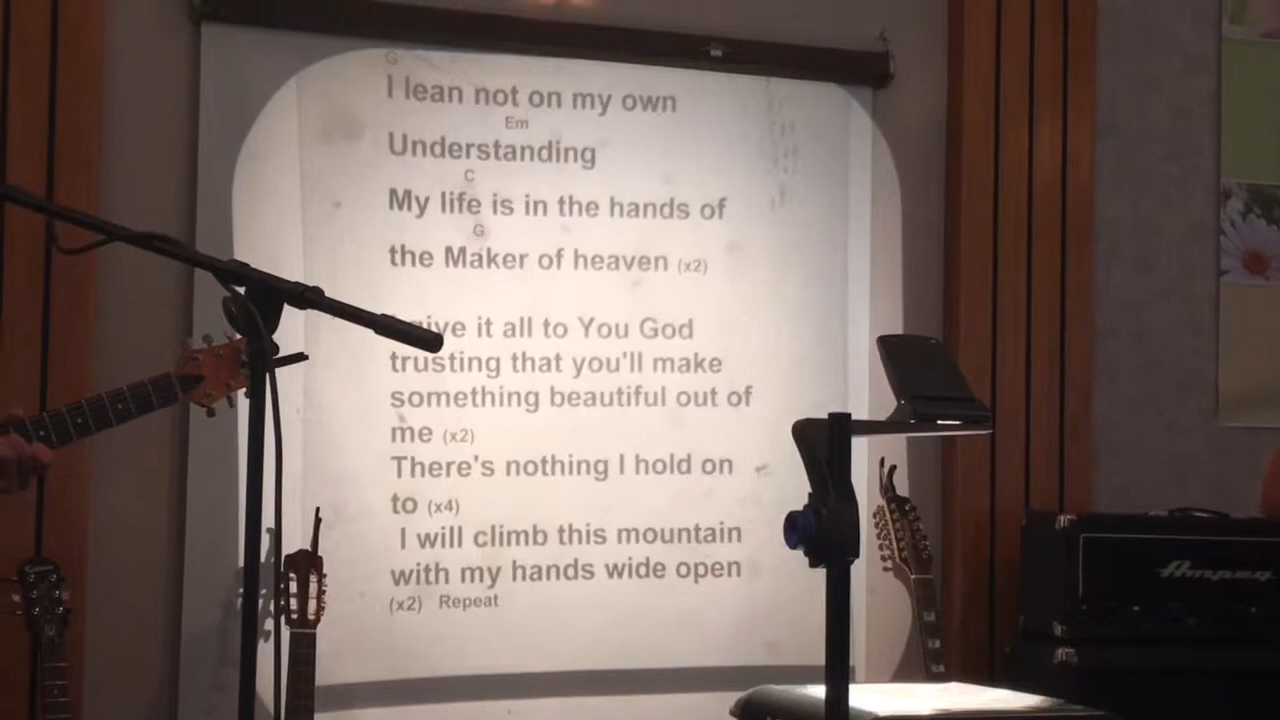 G
I lean not on my own
Em
Understanding
C
My life is in the hands of
G
the Maker of heaven (x2)
give it all to You God
trusting that you'll make
something beautiful out of
me (x2)
There's nothing I hold on
to (x4)
I will climb this mountain
with my hands wide open
(x2) Repeat
Ampeg